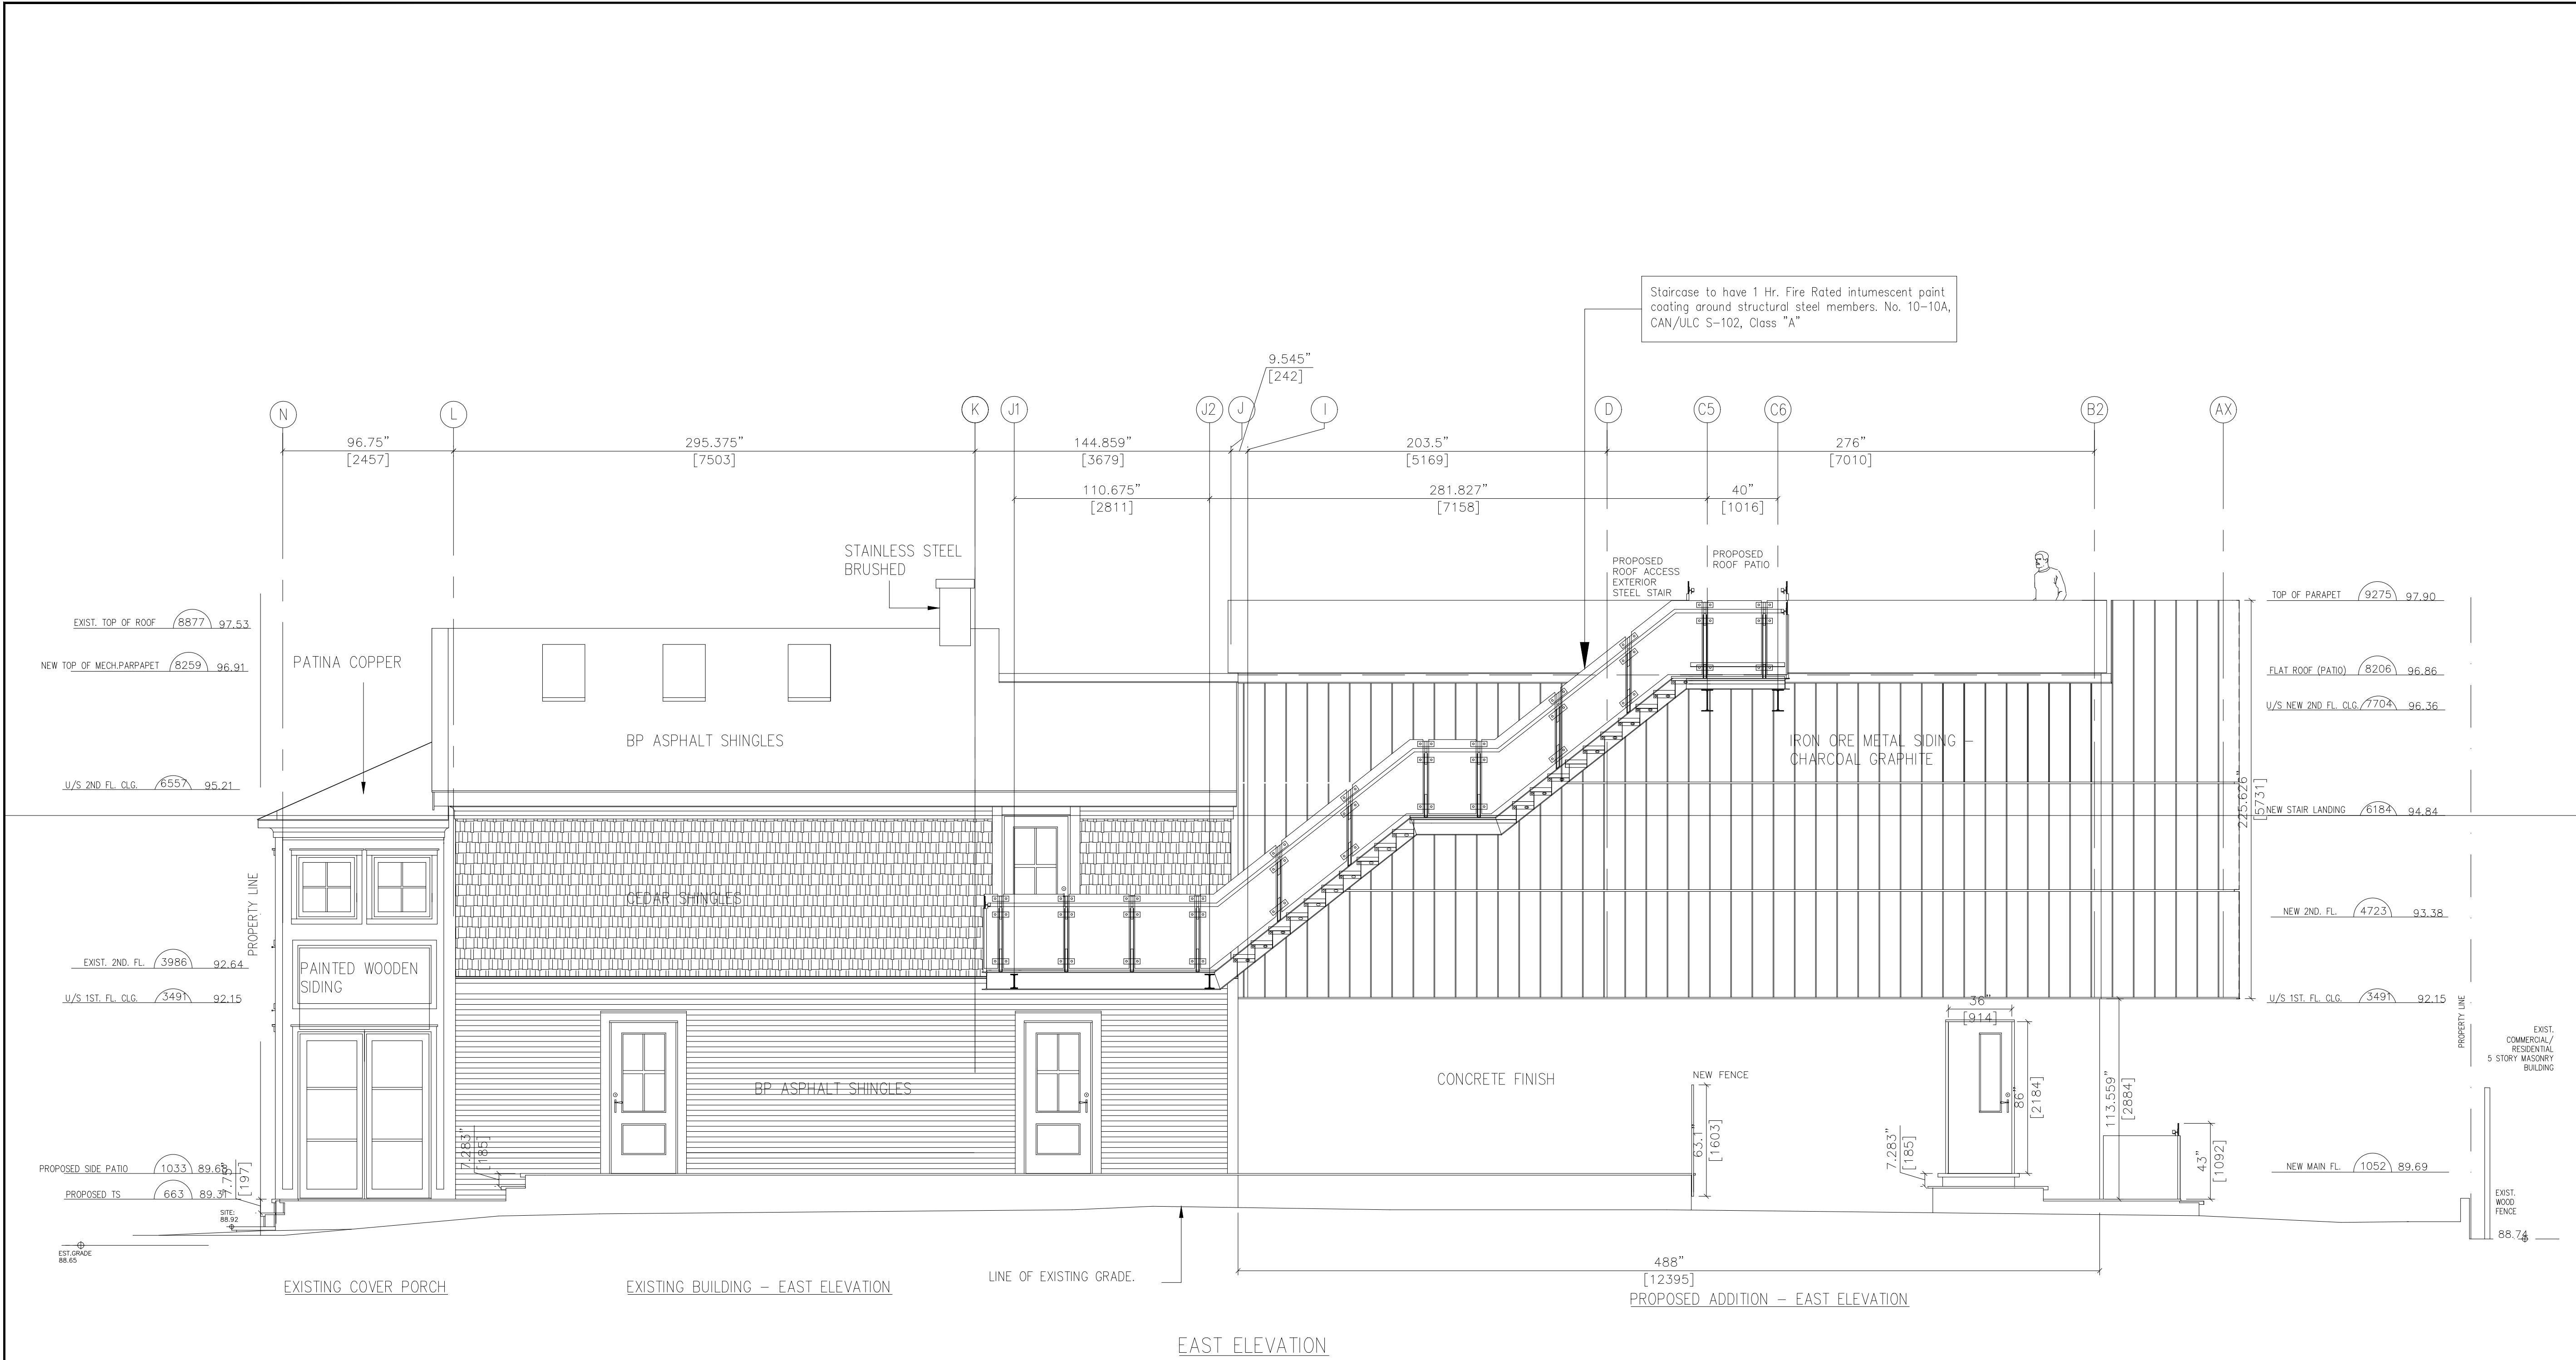 Staircase to have 1 Hr. Fire Rated intumescent paint
coating around structural steel members. No. 10-10A,
CAN/ULC S-102, Class "A"
9.545"
[242]
N
L
K
J1
J2
J
I
D
C5
C6
B2
AX
96.75"
[2457]
295.375"
[7503]
144.859"
[3679]
203.5"
[5169]
276"
[7010]
110.675"
[2811]
281.827"
[7158]
40"
[1016]
STAINLESS STEEL
BRUSHED
PROPOSED
ROOF ACCESS
EXTERIOR
STEEL STAIR
PROPOSED
ROOF PATIO
EXIST. TOP OF ROOF 8877 97.53
NEW TOP OF MECH.PARPAPET 8259 96.91
U/S 2ND FL. CLG. 6557 95.21
EXIST. 2ND. FL. 3986 92.64
U/S 1ST. FL. CLG. 3491 92.15
PROPOSED SIDE PATIO 1033 89.68
PROPOSED TS 663 89.31
7.75"
[197]
SITE:
88.92
EST.GRADE
88.65
PROPERTY LINE
PATINA COPPER
BP ASPHALT SHINGLES
CEDAR SHINGLES
PAINTED WOODEN
SIDING
BP ASPHALT SHINGLES
7.283"
[185]
IRON ORE METAL SIDING –
CHARCOAL GRAPHITE
CONCRETE FINISH
NEW FENCE
63.1"
[1603]
36"
[914]
86"
[2184]
7.283"
[185]
113.559"
[2884]
43"
[1092]
225.626"
[5731]
TOP OF PARAPET 9275 97.90
FLAT ROOF (PATIO) 8206 96.86
U/S NEW 2ND FL. CLG. 7704 96.36
NEW STAIR LANDING 6184 94.84
NEW 2ND. FL. 4723 93.38
U/S 1ST. FL. CLG. 3491 92.15
NEW MAIN FL. 1052 89.69
PROPERTY LINE
EXIST.
COMMERCIAL/
RESIDENTIAL
5 STORY MASONRY
BUILDING
EXIST.
WOOD
FENCE
88.74
EXISTING COVER PORCH
EXISTING BUILDING – EAST ELEVATION
LINE OF EXISTING GRADE.
488"
[12395]
PROPOSED ADDITION – EAST ELEVATION
EAST ELEVATION